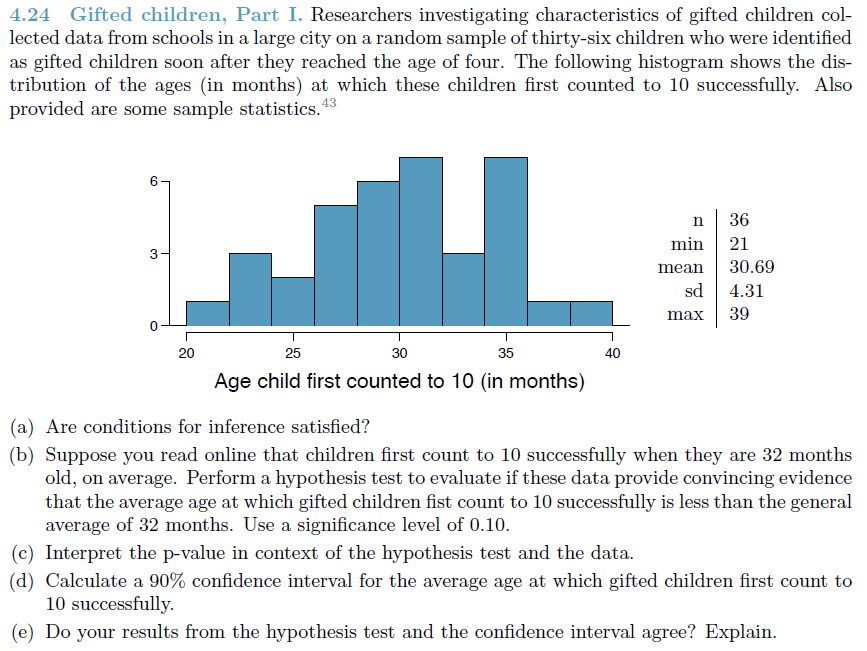 4.24 Gifted children, Part I. Researchers investigating characteristics of gifted children col-
lected data from schools in a large city on a random sample of thirty-six children who were identified
as gifted children soon after they reached the age of four. The following histogram shows the dis-
tribution of the ages (in months) at which these children first counted to 10 successfully. Also
provided are some sample statistics.43
6
3
0
20 25 30 35 40
Age child first counted to 10 (in months)
n 36
min 21
mean 30.69
sd 4.31
max 39
(a) Are conditions for inference satisfied?
(b) Suppose you read online that children first count to 10 successfully when they are 32 months
old, on average. Perform a hypothesis test to evaluate if these data provide convincing evidence
that the average age at which gifted children fist count to 10 successfully is less than the general
average of 32 months. Use a significance level of 0.10.
(c) Interpret the p-value in context of the hypothesis test and the data.
(d) Calculate a 90% confidence interval for the average age at which gifted children first count to
10 successfully.
(e) Do your results from the hypothesis test and the confidence interval agree? Explain.